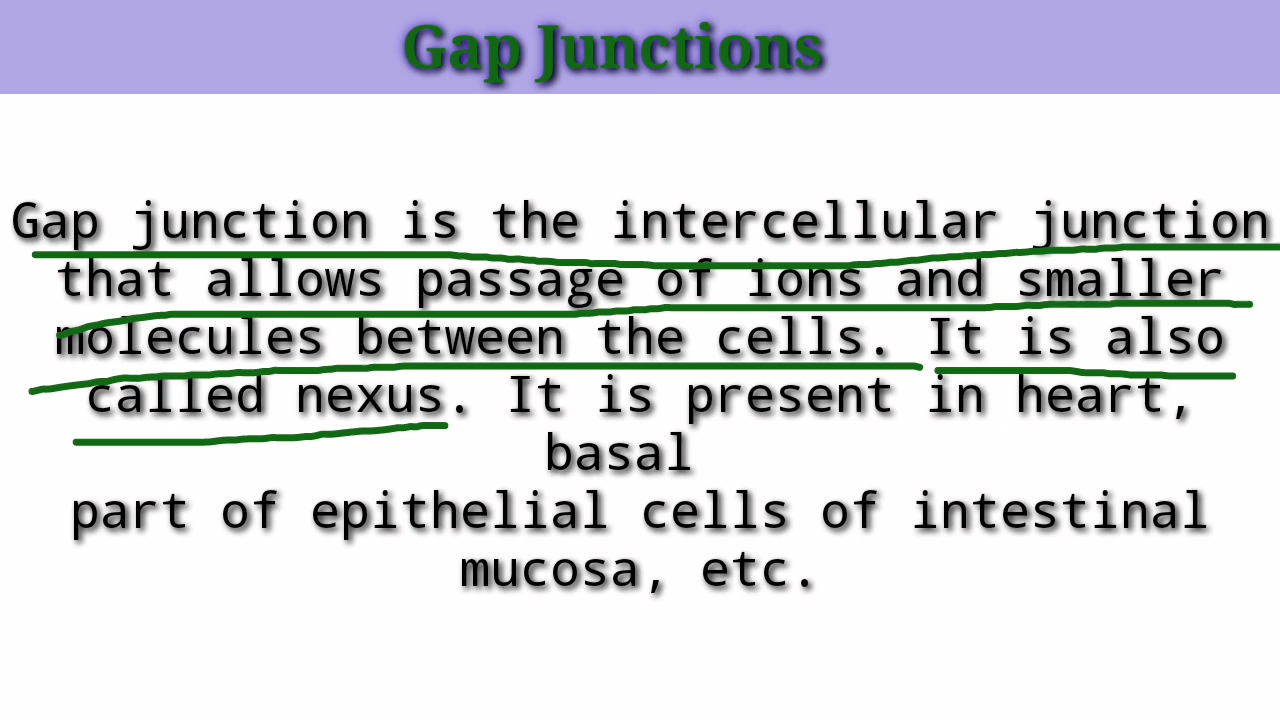 Gap Junctions
Gap junction is the intercellular junction
that allows passage of ions and smaller
molecules between the cells. It is also
called nexus. It is present in heart,
basal
part of epithelial cells of intestinal
mucosa, etc.